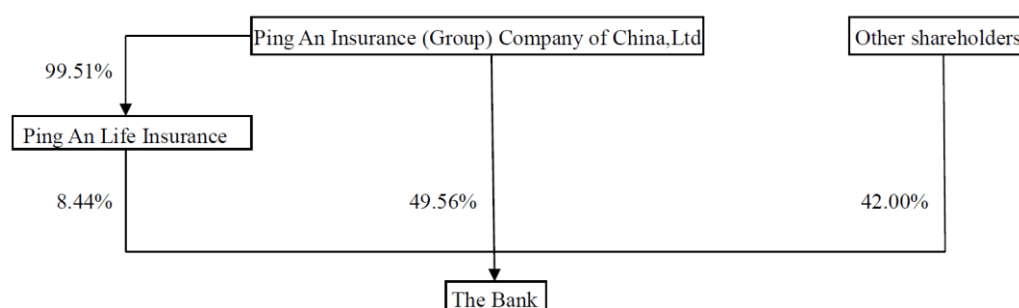 Ping An Insurance (Group) Company of China,Ltd
Other shareholders
99.51%
Ping An Life Insurance
8.44%
49.56%
42.00%
The Bank